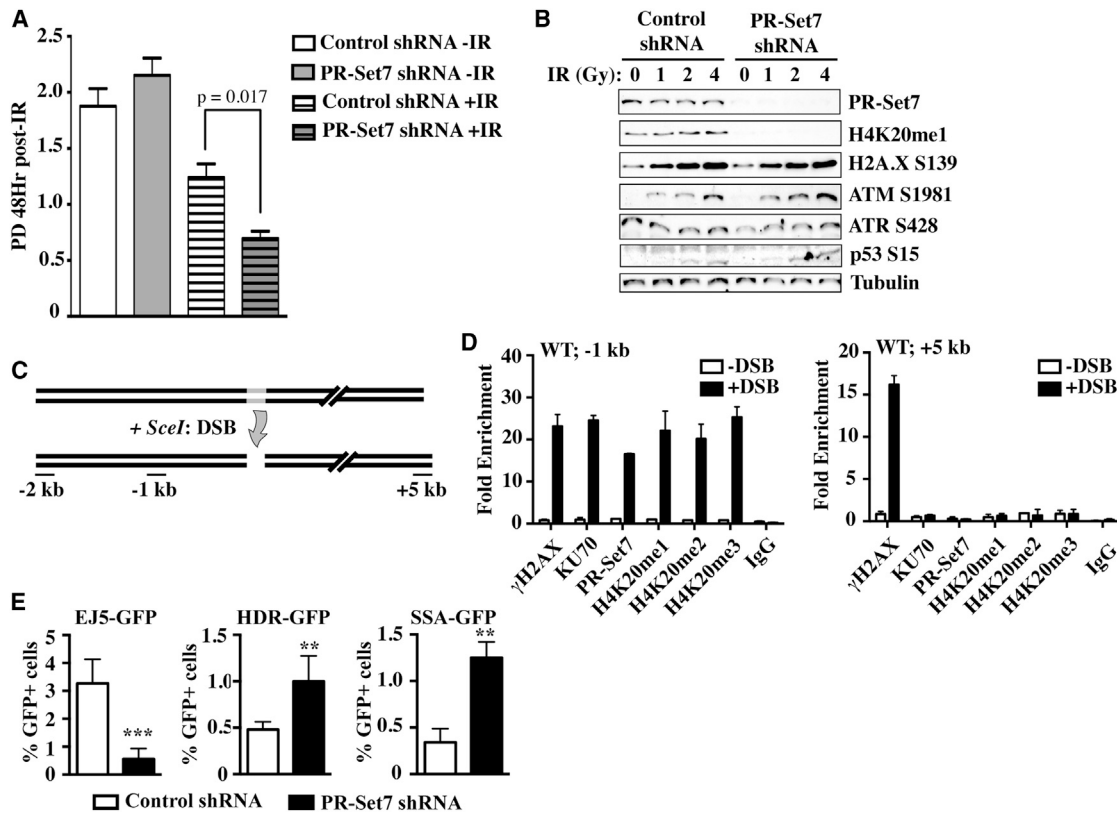 A
PD 48Hr post-IR
2.5
2.0
1.5
1.0
0.5
0
p = 0.017
Control shRNA -IR
PR-Set7 shRNA -IR
Control shRNA +IR
PR-Set7 shRNA +IR
B
Control shRNA
PR-Set7 shRNA
IR (Gy): 0 1 2 4 0 1 2 4
PR-Set7
H4K20me1
H2A.X S139
ATM S1981
ATR S428
p53 S15
Tubulin
C
+ SceI: DSB
-2 kb
-1 kb
+5 kb
D
WT; -1 kb
-DSB
+DSB
Fold Enrichment
40
30
20
10
0
γH2AX
KU70
PR-Set7
H4K20me1
H4K20me2
H4K20me3
IgG
WT; +5 kb
-DSB
+DSB
Fold Enrichment
20
15
10
5
0
γH2AX
KU70
PR-Set7
H4K20me1
H4K20me2
H4K20me3
IgG
E
EJ5-GFP
% GFP+ cells
5
4
3
2
1
0
***
HDR-GFP
% GFP+ cells
1.5
1.0
0.5
0
**
SSA-GFP
% GFP+ cells
1.5
1.0
0.5
0
**
Control shRNA
PR-Set7 shRNA